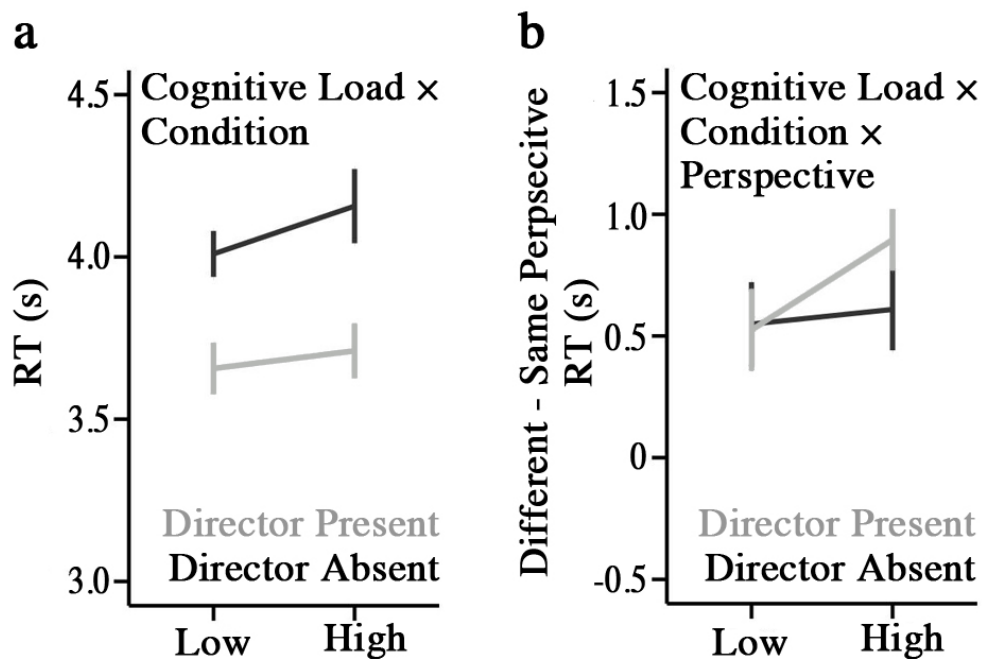 a
Cognitive Load ×
Condition
RT (s)
4.5
4.0
3.5
3.0
Director Present
Director Absent
Low
High
b
Cognitive Load ×
Condition ×
Perspective
Different - Same Perpsecitve
RT (s)
1.5
1.0
0.5
0
-0.5
Director Present
Director Absent
Low
High